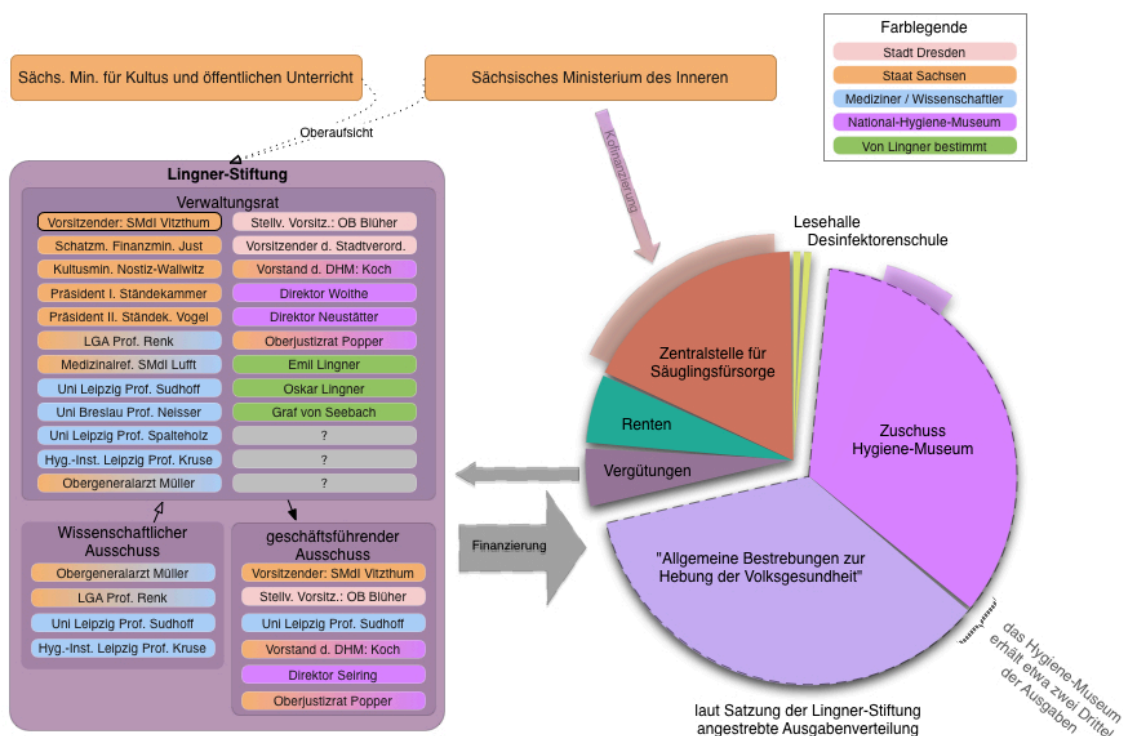 Farblegende
Stadt Dresden
Staat Sachsen
Mediziner / Wissenschaftler
National-Hygiene-Museum
Von Lingner bestimmt
Sächs. Min. für Kultus und öffentlichen Unterricht
Sächsisches Ministerium des Inneren
Oberaufsicht
Kofinanzierung
Lingner-Stiftung
Verwaltungsrat
Vorsitzender: SMdI Vitzthum
Schatzm. Finanzmin. Just
Kultusmin. Nostiz-Wallwitz
Präsident I. Ständekammer
Präsident II. Ständek. Vogel
LGA Prof. Renk
Medizinalref. SMdI Lufft
Uni Leipzig Prof. Sudhoff
Uni Breslau Prof. Neisser
Uni Leipzig Prof. Spalteholz
Hyg.-Inst. Leipzig Prof. Kruse
Obergeneralarzt Müller
Stellv. Vorsitz.: OB Blüher
Vorsitzender d. Stadtverord.
Vorstand d. DHM: Koch
Direktor Woithe
Direktor Neustätter
Oberjustizrat Popper
Emil Lingner
Oskar Lingner
Graf von Seebach
?
?
?
Wissenschaftlicher
Ausschuss
Obergeneralarzt Müller
LGA Prof. Renk
Uni Leipzig Prof. Sudhoff
Hyg.-Inst. Leipzig Prof. Kruse
geschäftsführender
Ausschuss
Vorsitzender: SMdI Vitzthum
Stellv. Vorsitz.: OB Blüher
Uni Leipzig Prof. Sudhoff
Vorstand d. DHM: Koch
Direktor Seiring
Oberjustizrat Popper
Finanzierung
Lesehalle
Desinfektorenschule
Zentralstelle für
Säuglingsfürsorge
Renten
Vergütungen
Zuschuss
Hygiene-Museum
"Allgemeine Bestrebungen zur
Hebung der Volksgesundheit"
das Hygiene-Museum
erhält etwa zwei Drittel
der Ausgaben
laut Satzung der Lingner-Stiftung
angestrebte Ausgabenverteilung